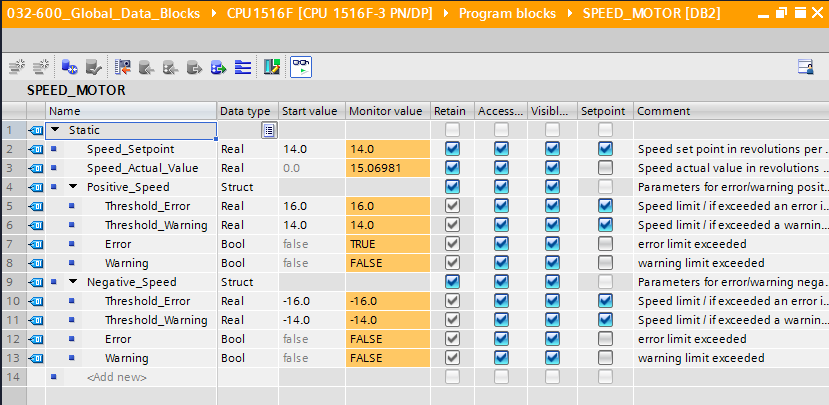 032-600_Global_Data_Blocks CPU1516F [CPU 1516F-3 PN/DP] Program blocks SPEED_MOTOR [DB2]
SPEED_MOTOR
Name Data type Start value Monitor value Retain Access... Visibl... Setpoint Comment
1 Static
2 Speed_Setpoint Real 14.0 14.0 Speed set point in revolutions per ...
3 Speed_Actual_Value Real 0.0 15.06981 Speed actual value in revolutions ...
4 Positive_Speed Struct Parameters for error/warning posit...
5 Threshold_Error Real 16.0 16.0 Speed limit / if exceeded an error i...
6 Threshold_Warning Real 14.0 14.0 Speed limit / if exceeded a warnin...
7 Error Bool false TRUE error limit exceeded
8 Warning Bool false FALSE warning limit exceeded
9 Negative_Speed Struct Parameters for error/warning nega...
10 Threshold_Error Real -16.0 -16.0 Speed limit / if exceeded an error i...
11 Threshold_Warning Real -14.0 -14.0 Speed limit / if exceeded a warnin...
12 Error Bool false FALSE error limit exceeded
13 Warning Bool false FALSE warning limit exceeded
14 <Add new>